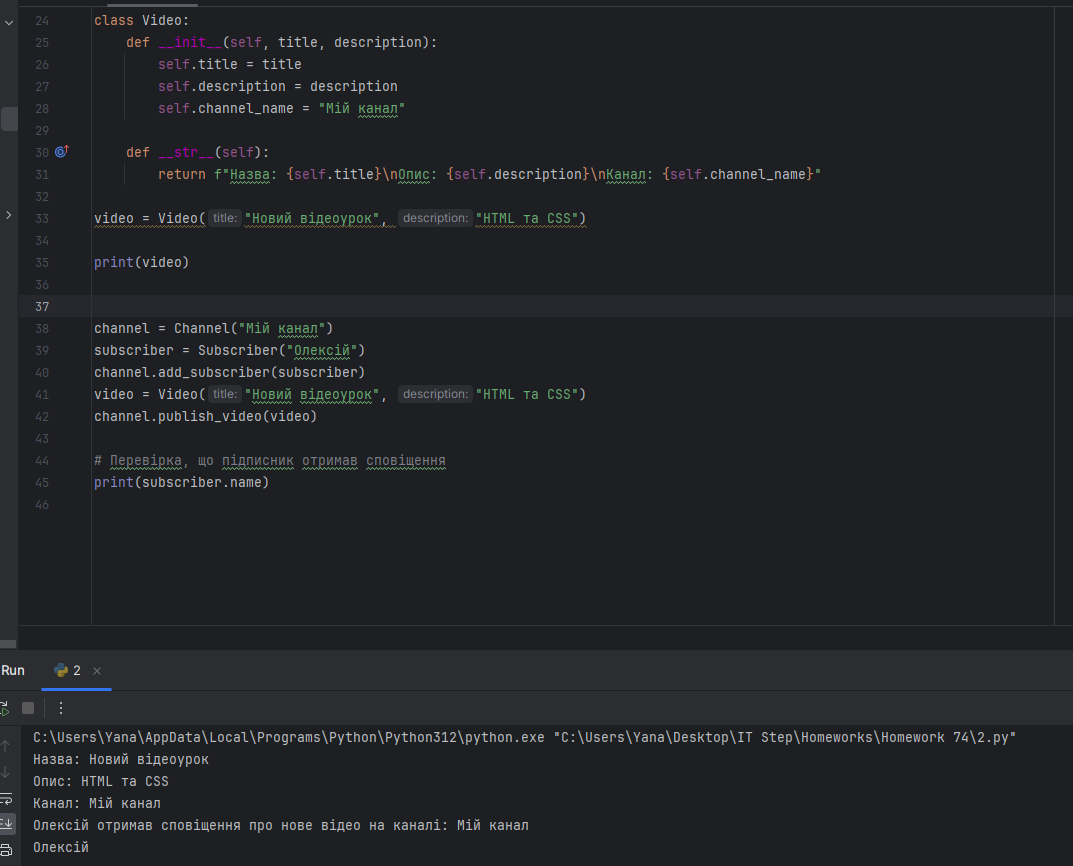 24 class Video:
25     def __init__(self, title, description):
26         self.title = title
27         self.description = description
28         self.channel_name = "Мій канал"
29
30     def __str__(self):
31         return f"Назва: {self.title}\nОпис: {self.description}\nКанал: {self.channel_name}"
32
33 video = Video( title: "Новий відеоурок", description: "HTML та CSS")
34
35 print(video)
36
37
38 channel = Channel("Мій канал")
39 subscriber = Subscriber("Олексій")
40 channel.add_subscriber(subscriber)
41 video = Video( title: "Новий відеоурок", description: "HTML та CSS")
42 channel.publish_video(video)
43
44 # Перевірка, що підписник отримав сповіщення
45 print(subscriber.name)
46
Run 2
C:\Users\Yana\AppData\Local\Programs\Python\Python312\python.exe "C:\Users\Yana\Desktop\IT Step\Homeworks\Homework 74\2.py"
Назва: Новий відеоурок
Опис: HTML та CSS
Канал: Мій канал
Олексій отримав сповіщення про нове відео на каналі: Мій канал
Олексій